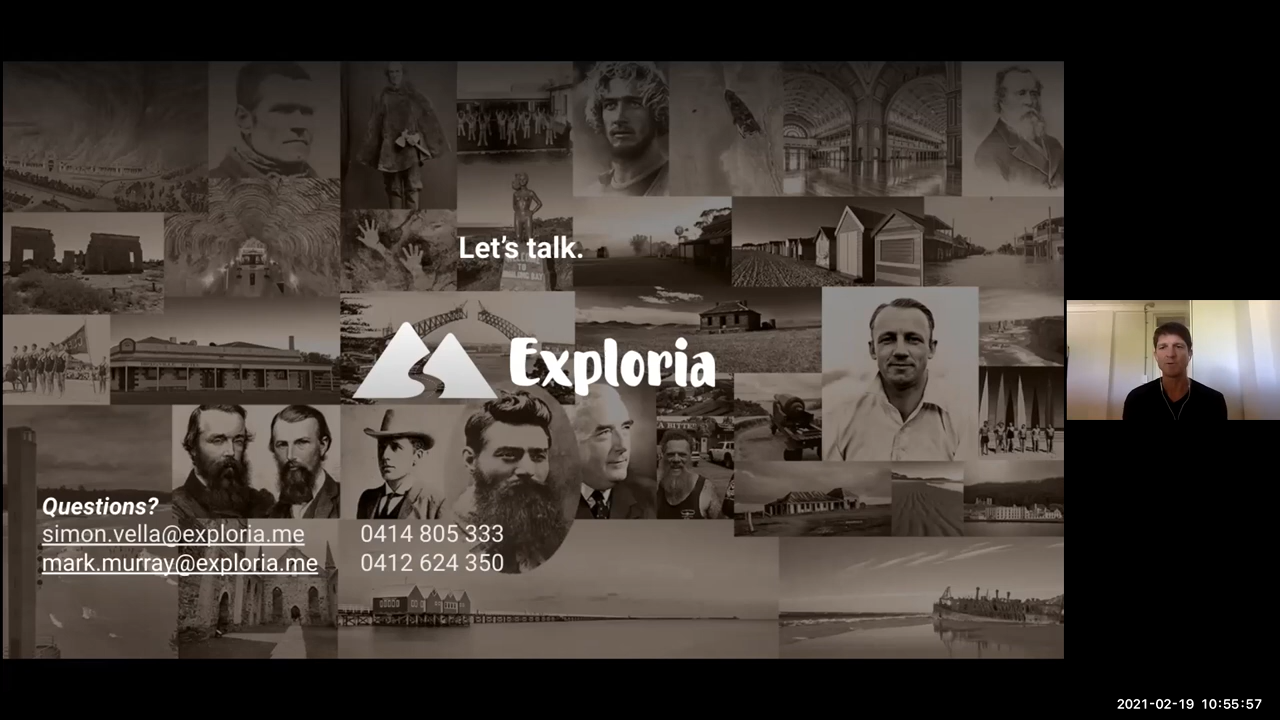 Let's talk.
Exploria
Questions?
simon.vella@exploria.me 0414 805 333
mark.murray@exploria.me 0412 624 350
2021-02-19 10:55:57